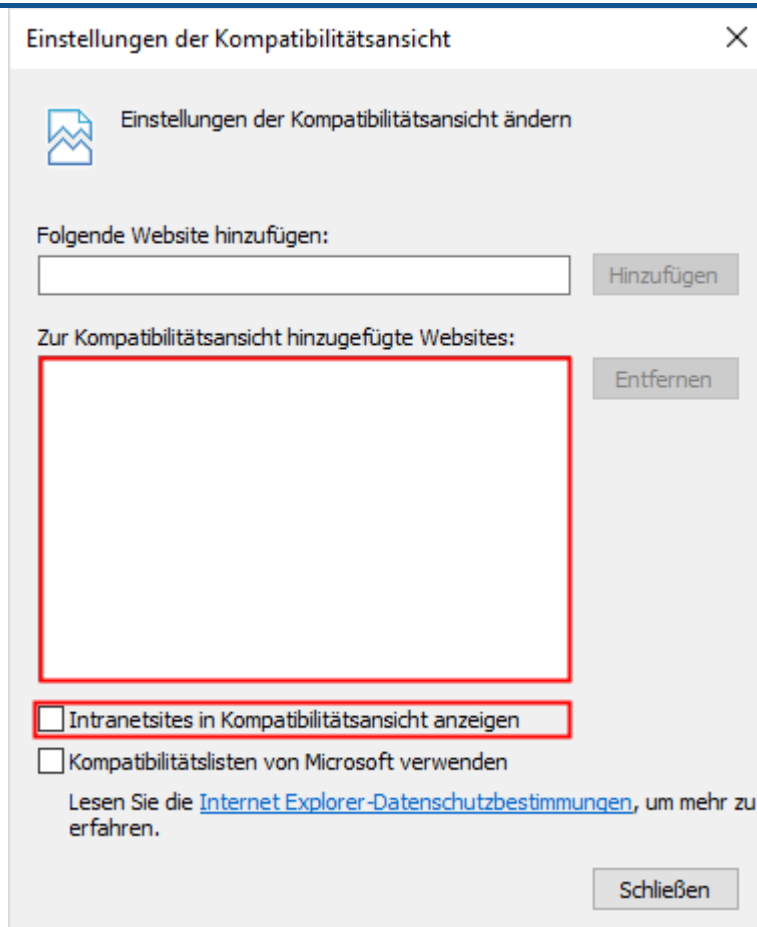 Einstellungen der Kompatibilitätsansicht
Einstellungen der Kompatibilitätsansicht ändern
Folgende Website hinzufügen:
Hinzufügen
Zur Kompatibilitätsansicht hinzugefügte Websites:
Entfernen
Intranetsites in Kompatibilitätsansicht anzeigen
Kompatibilitätslisten von Microsoft verwenden
Lesen Sie die Internet Explorer-Datenschutzbestimmungen, um mehr zu
erfahren.
Schließen